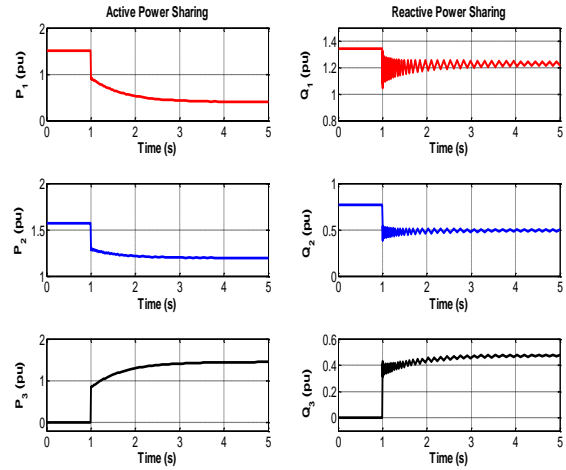 Active Power Sharing
Reactive Power Sharing
P1 (pu)
2
1
0
0 1 2 3 4 5
Time (s)
Q1 (pu)
1.4
1.2
1
0.8
0 1 2 3 4 5
Time (s)
P2 (pu)
2
1.5
1
0 1 2 3 4 5
Time (s)
Q2 (pu)
1
0.5
0
0 1 2 3 4 5
Time (s)
P3 (pu)
2
1
0
0 1 2 3 4 5
Time (s)
Q3 (pu)
0.6
0.4
0.2
0
0 1 2 3 4 5
Time (s)